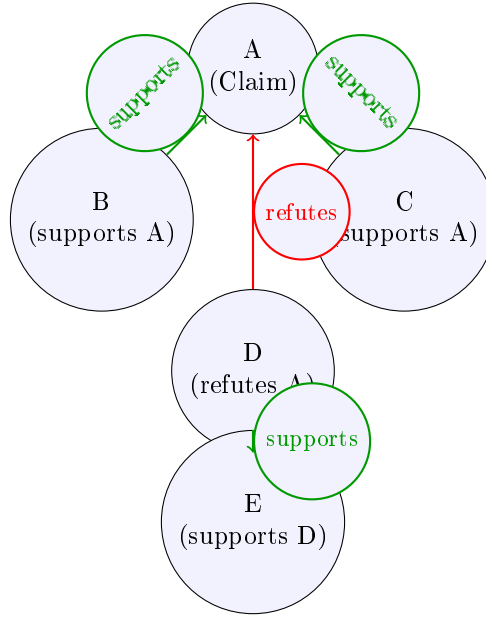 A
(Claim)
supports
supports
B
(supports A)
C
(supports A)
refutes
D
(refutes A)
supports
E
(supports D)